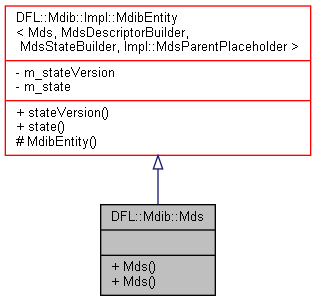 DFL::Mdib::Impl::MdibEntity
< Mds, MdsDescriptorBuilder,
MdsStateBuilder, Impl::MdsParentPlaceholder >
- m_stateVersion
- m_state
+ stateVersion()
+ state()
# MdibEntity()
DFL::Mdib::Mds
+ Mds()
+ Mds()